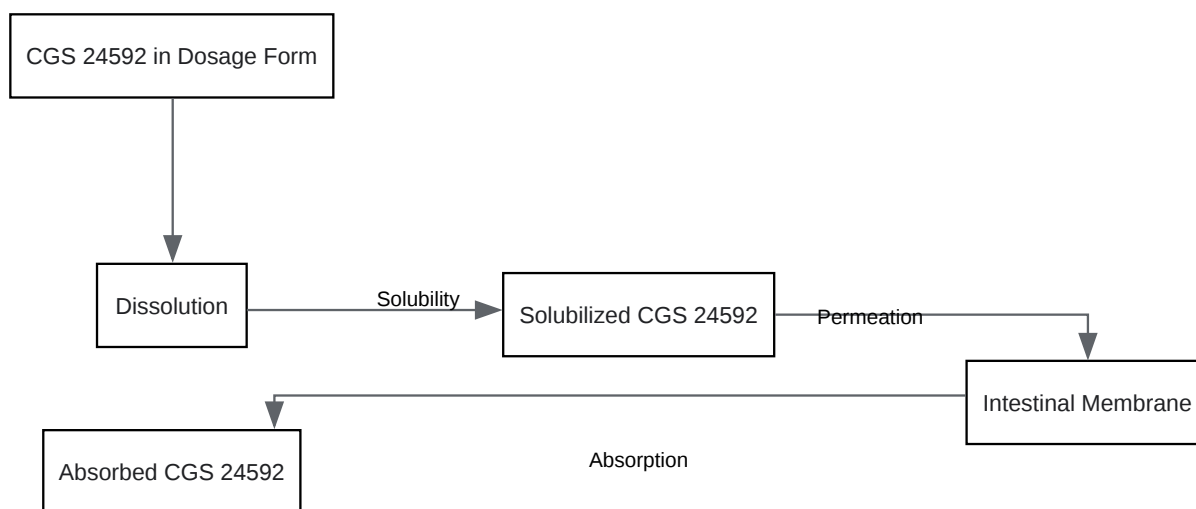 CGS 24592 in Dosage Form
Dissolution
Solubility
Solubilized CGS 24592
Permeation
Intestinal Membrane
Absorption
Absorbed CGS 24592